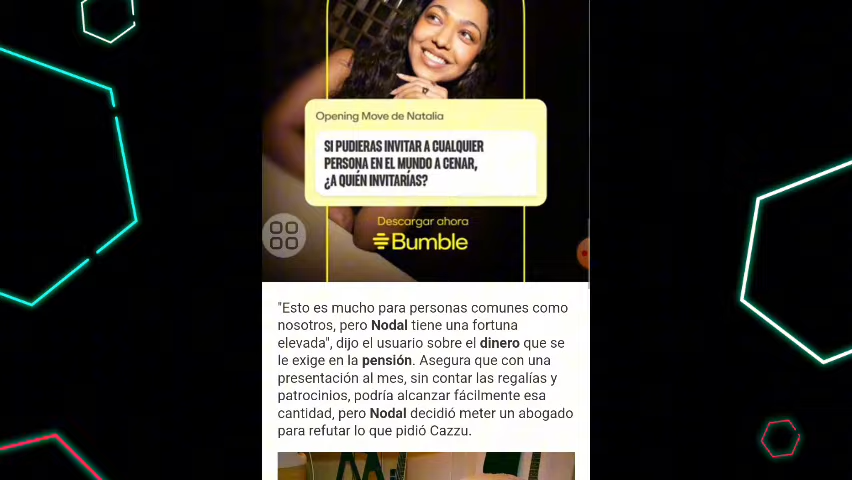 Opening Move de Natalia
SI PUDIERAS INVITAR A CUALQUIER
PERSONA EN EL MUNDO A CENAR,
¿A QUIÉN INVITARÍAS?
Descargar ahora
Bumble
"Esto es mucho para personas comunes como
nosotros, pero Nodal tiene una fortuna
elevada", dijo el usuario sobre el dinero que se
le exige en la pensión. Asegura que con una
presentación al mes, sin contar las regalías y
patrocinios, podría alcanzar fácilmente esa
cantidad, pero Nodal decidió meter un abogado
para refutar lo que pidió Cazzu.